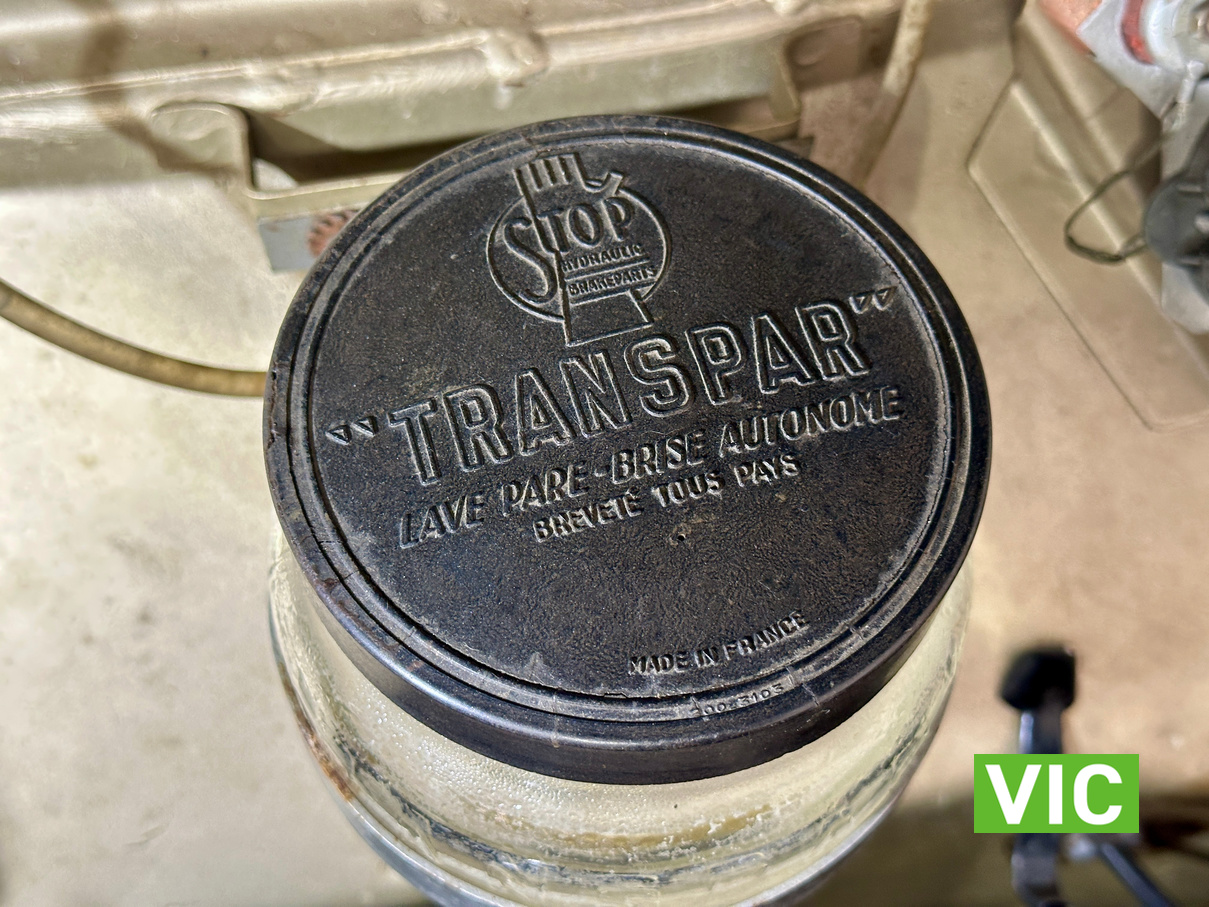 STOP
HYDRAULIC
BRAKEPARTS
"TRANSPAR"
LAVE PARE-BRISE AUTONOME
BREVETÉ TOUS PAYS
MADE IN FRANCE
VIC